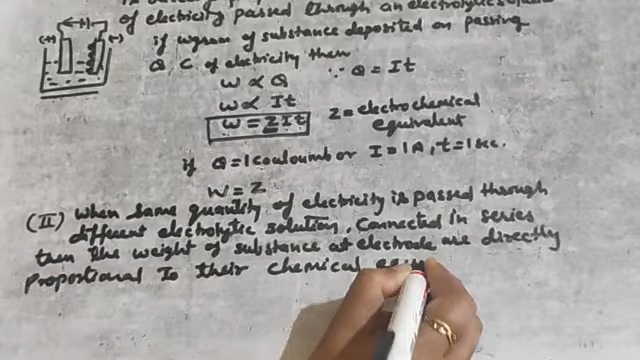 of electricity passed through an electrolytic
if w gram of substance deposited on passing
Q, C of electricity then
w ∝ Q ∵ Q = It
w ∝ It
w = ZIt Z = electrochemical equivalent
if Q = 1 couloumb or I = 1A, t = 1 sec.
W = Z
(II) When Same quantity of electricity is passed through
different electrolytic solution, Connected in series
then the weight of substance at electrode are directly
proportional To their chemical
(+) (-)